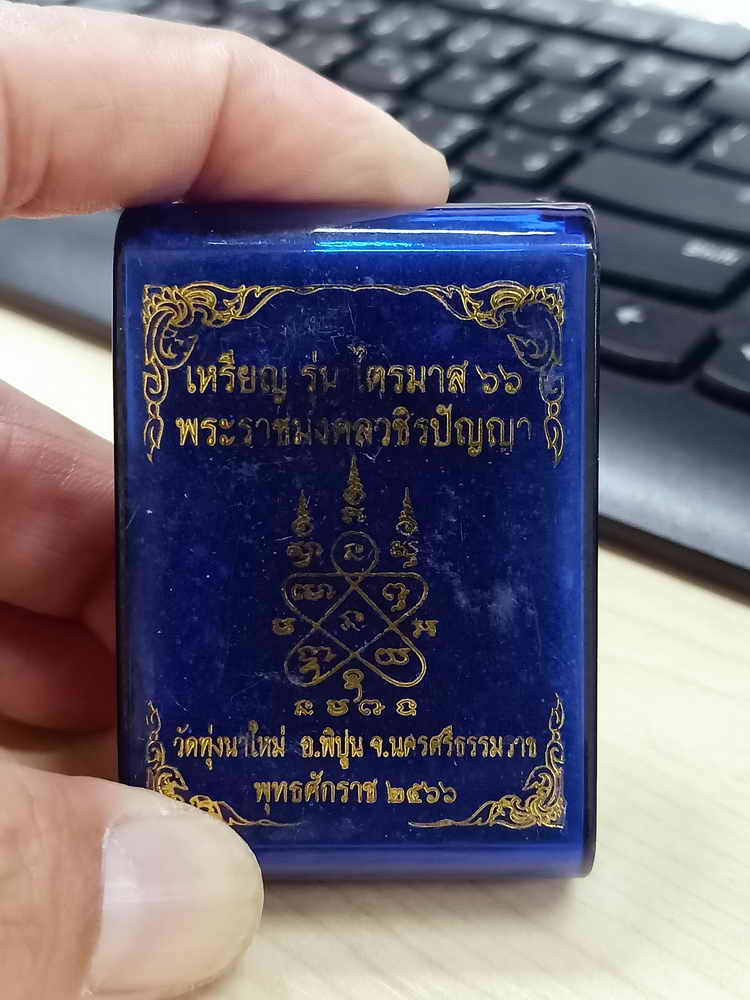 เหรียญ รุ่น ไตรมาส ๖๖
พระราชมงคลวชิรปัญญา
วัดทุ่งนาใหม่ อ.พิปูน จ.นครศรีธรรมราช
พุทธศักราช ๒๕๖๖